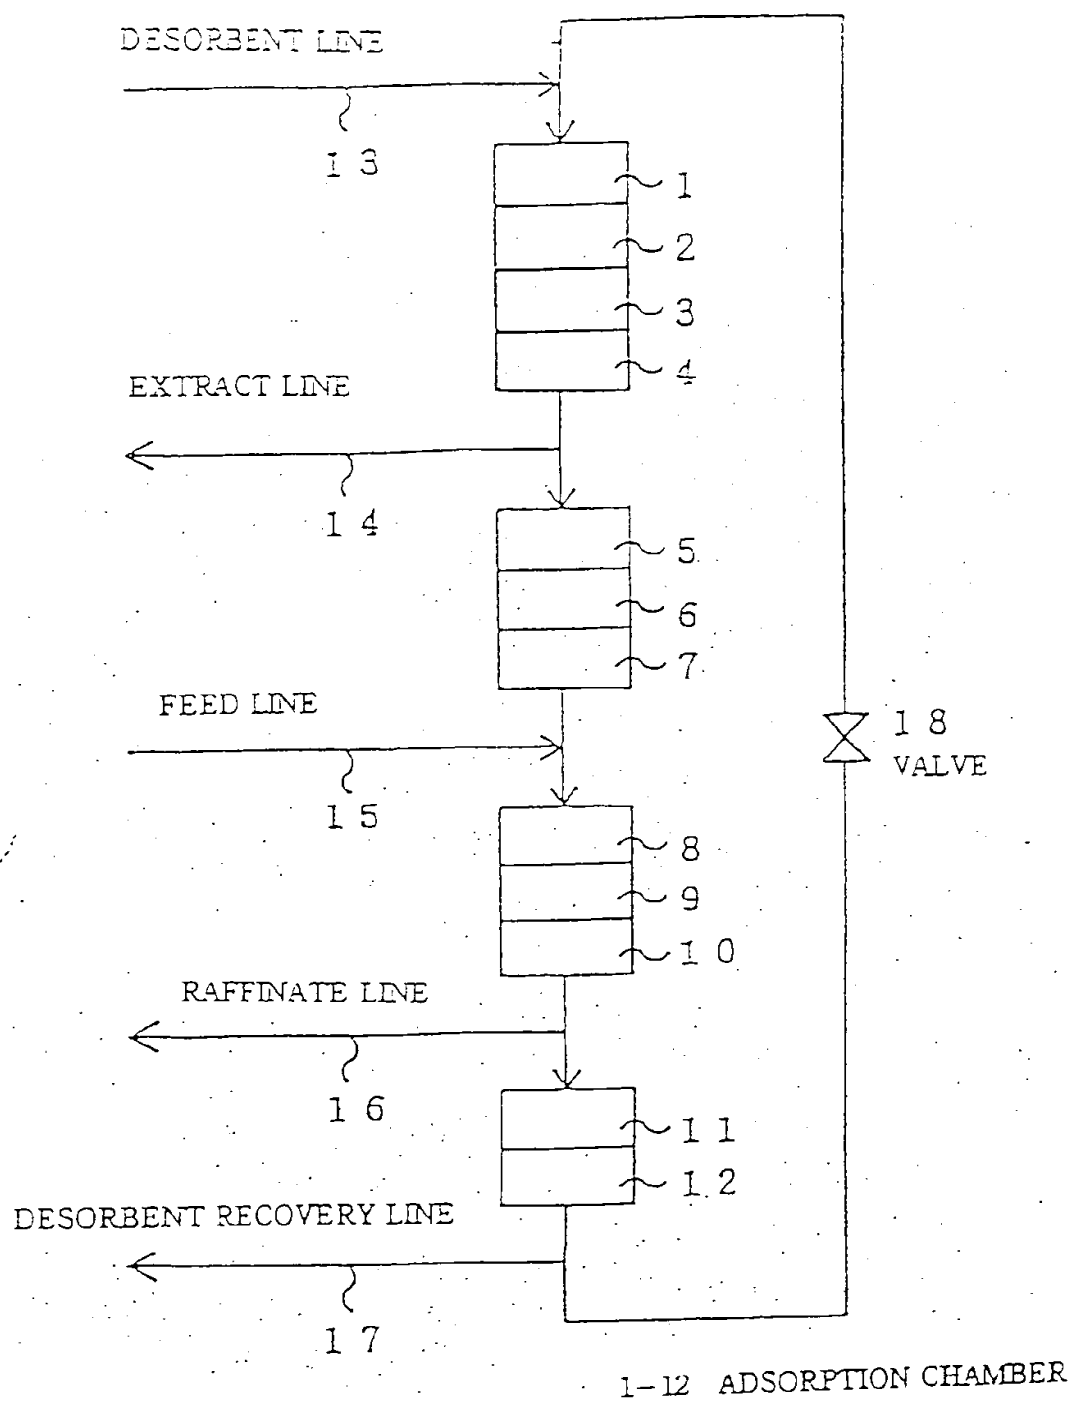 DESORBENT LINE
13
1
2
3
4
EXTRACT LINE
14
5
6
7
FEED LINE
15
18
VALVE
8
9
10
RAFFINATE LINE
16
11
12
DESORBENT RECOVERY LINE
17
1-12 ADSORPTION CHAMBER